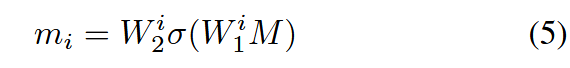 m_i = W_2^i σ(W_1^i M) (5)